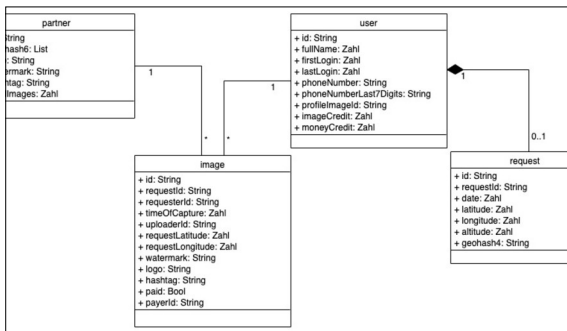 partner
String
hash6: List
: String
ermark: String
htag: String
Images: Zahl
user
+ id: String
+ fullName: Zahl
+ firstLogin: Zahl
+ lastLogin: Zahl
+ phoneNumber: String
+ phoneNumberLast7Digits: String
+ profileImageId: String
+ imageCredit: Zahl
+ moneyCredit: Zahl
1
1
1
*
*
0..1
image
+ id: String
+ requestId: String
+ requesterId: String
+ timeOfCapture: Zahl
+ uploaderId: String
+ requestLatitude: Zahl
+ requestLongitude: Zahl
+ watermark: String
+ logo: String
+ hashtag: String
+ paid: Bool
+ payerId: String
request
+ id: String
+ requestId: String
+ date: Zahl
+ latitude: Zahl
+ longitude: Zahl
+ altitude: Zahl
+ geohash4: String